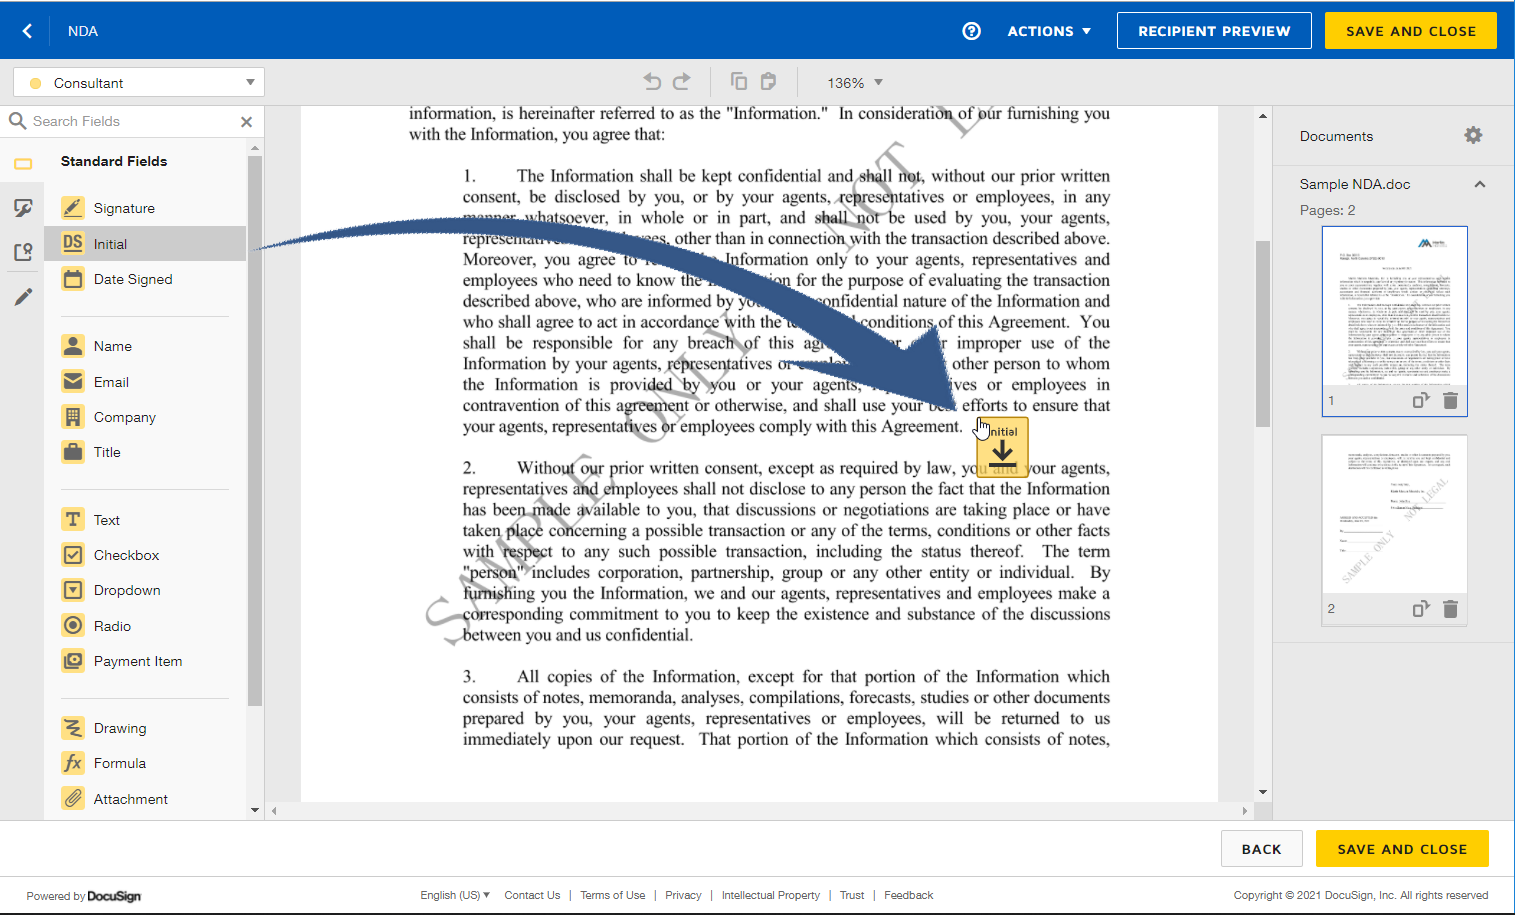 NDA
ACTIONS
RECIPIENT PREVIEW
SAVE AND CLOSE
Consultant
136%
Search Fields
Standard Fields
Signature
DS Initial
Date Signed
Name
Email
Company
Title
Text
Checkbox
Dropdown
Radio
Payment Item
Drawing
fx Formula
Attachment
information, is hereinafter referred to as the "Information." In consideration of our furnishing you
with the Information, you agree that:
1. The Information shall be kept confidential and shall not, without our prior written
consent, be disclosed by you, or by your agents, representatives or employees, in any
manner whatsoever, in whole or in part, and shall not be used by you, your agents,
other than in connection with the transaction described above.
Moreover, you agree to Information only to your agents, representatives and
employees who need to know the for the purpose of evaluating the transaction
described above, who are informed by confidential nature of the Information and
who shall agree to act in accordance with the conditions of this Agreement. You
shall be responsible for any breach of this improper use of the
Information by your agents, representatives or other person to whom
the Information is provided by you or your agents, or employees in
contravention of this agreement or otherwise, and shall use your best efforts to ensure that
your agents, representatives or employees comply with this Agreement.
Initial
2. Without our prior written consent, except as required by law, you and your agents,
representatives and employees shall not disclose to any person the fact that the Information
has been made available to you, that discussions or negotiations are taking place or have
taken place concerning a possible transaction or any of the terms, conditions or other facts
with respect to any such possible transaction, including the status thereof. The term
"person" includes corporation, partnership, group or any other entity or individual. By
furnishing you the Information, we and our agents, representatives and employees make a
corresponding commitment to you to keep the existence and substance of the discussions
between you and us confidential.
3. All copies of the Information, except for that portion of the Information which
consists of notes, memoranda, analyses, compilations, forecasts, studies or other documents
prepared by you, your agents, representatives or employees, will be returned to us
immediately upon our request. That portion of the Information which consists of notes,
SAMPLE ONLY NOT
Documents
Sample NDA.doc
Pages: 2
1
SAMPLE ONLY NOT LEGAL
2
BACK
SAVE AND CLOSE
Powered by DocuSign
English (US)
Contact Us | Terms of Use | Privacy | Intellectual Property | Trust | Feedback
Copyright © 2021 DocuSign, Inc. All rights reserved